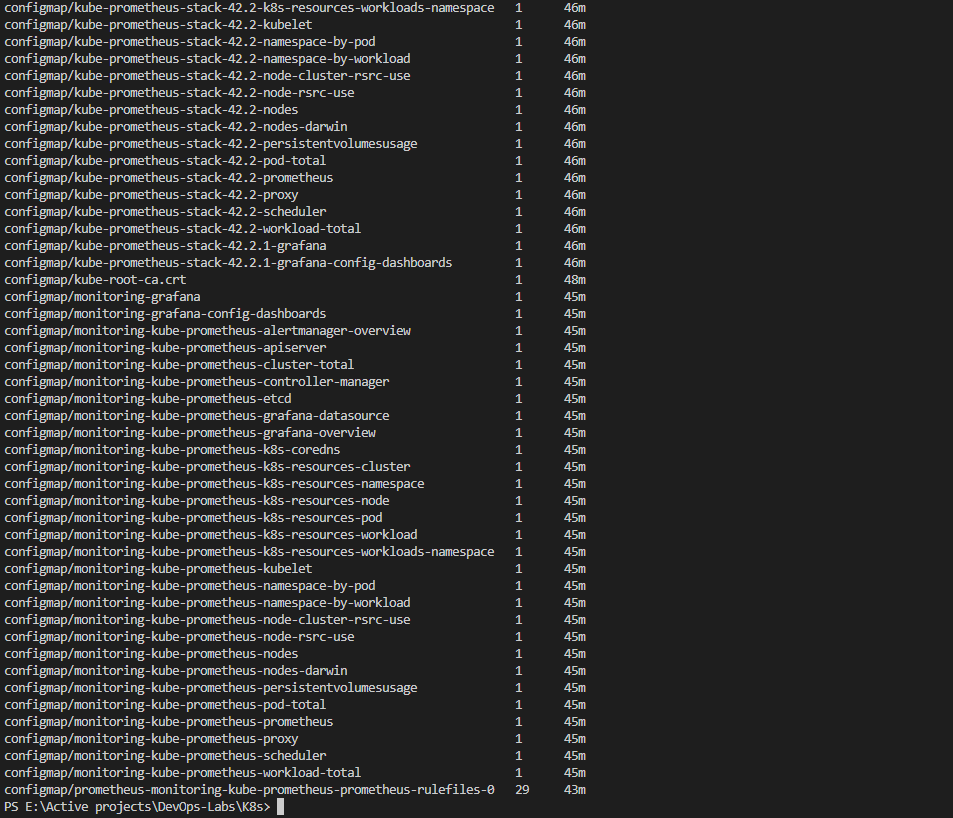 configmap/kube-prometheus-stack-42.2-k8s-resources-workloads-namespace 1 46m
configmap/kube-prometheus-stack-42.2-kubelet 1 46m
configmap/kube-prometheus-stack-42.2-namespace-by-pod 1 46m
configmap/kube-prometheus-stack-42.2-namespace-by-workload 1 46m
configmap/kube-prometheus-stack-42.2-node-cluster-rsrc-use 1 46m
configmap/kube-prometheus-stack-42.2-node-rsrc-use 1 46m
configmap/kube-prometheus-stack-42.2-nodes 1 46m
configmap/kube-prometheus-stack-42.2-nodes-darwin 1 46m
configmap/kube-prometheus-stack-42.2-persistentvolumesusage 1 46m
configmap/kube-prometheus-stack-42.2-pod-total 1 46m
configmap/kube-prometheus-stack-42.2-prometheus 1 46m
configmap/kube-prometheus-stack-42.2-proxy 1 46m
configmap/kube-prometheus-stack-42.2-scheduler 1 46m
configmap/kube-prometheus-stack-42.2-workload-total 1 46m
configmap/kube-prometheus-stack-42.2.1-grafana 1 46m
configmap/kube-prometheus-stack-42.2.1-grafana-config-dashboards 1 46m
configmap/kube-root-ca.crt 1 48m
configmap/monitoring-grafana 1 45m
configmap/monitoring-grafana-config-dashboards 1 45m
configmap/monitoring-kube-prometheus-alertmanager-overview 1 45m
configmap/monitoring-kube-prometheus-apiserver 1 45m
configmap/monitoring-kube-prometheus-cluster-total 1 45m
configmap/monitoring-kube-prometheus-controller-manager 1 45m
configmap/monitoring-kube-prometheus-etcd 1 45m
configmap/monitoring-kube-prometheus-grafana-datasource 1 45m
configmap/monitoring-kube-prometheus-grafana-overview 1 45m
configmap/monitoring-kube-prometheus-k8s-coredns 1 45m
configmap/monitoring-kube-prometheus-k8s-resources-cluster 1 45m
configmap/monitoring-kube-prometheus-k8s-resources-namespace 1 45m
configmap/monitoring-kube-prometheus-k8s-resources-node 1 45m
configmap/monitoring-kube-prometheus-k8s-resources-pod 1 45m
configmap/monitoring-kube-prometheus-k8s-resources-workload 1 45m
configmap/monitoring-kube-prometheus-k8s-resources-workloads-namespace 1 45m
configmap/monitoring-kube-prometheus-kubelet 1 45m
configmap/monitoring-kube-prometheus-namespace-by-pod 1 45m
configmap/monitoring-kube-prometheus-namespace-by-workload 1 45m
configmap/monitoring-kube-prometheus-node-cluster-rsrc-use 1 45m
configmap/monitoring-kube-prometheus-node-rsrc-use 1 45m
configmap/monitoring-kube-prometheus-nodes 1 45m
configmap/monitoring-kube-prometheus-nodes-darwin 1 45m
configmap/monitoring-kube-prometheus-persistentvolumesusage 1 45m
configmap/monitoring-kube-prometheus-pod-total 1 45m
configmap/monitoring-kube-prometheus-prometheus 1 45m
configmap/monitoring-kube-prometheus-proxy 1 45m
configmap/monitoring-kube-prometheus-scheduler 1 45m
configmap/monitoring-kube-prometheus-workload-total 1 45m
configmap/prometheus-monitoring-kube-prometheus-prometheus-rulefiles-0 29 43m
PS E:\Active projects\DevOps-Labs\K8s>